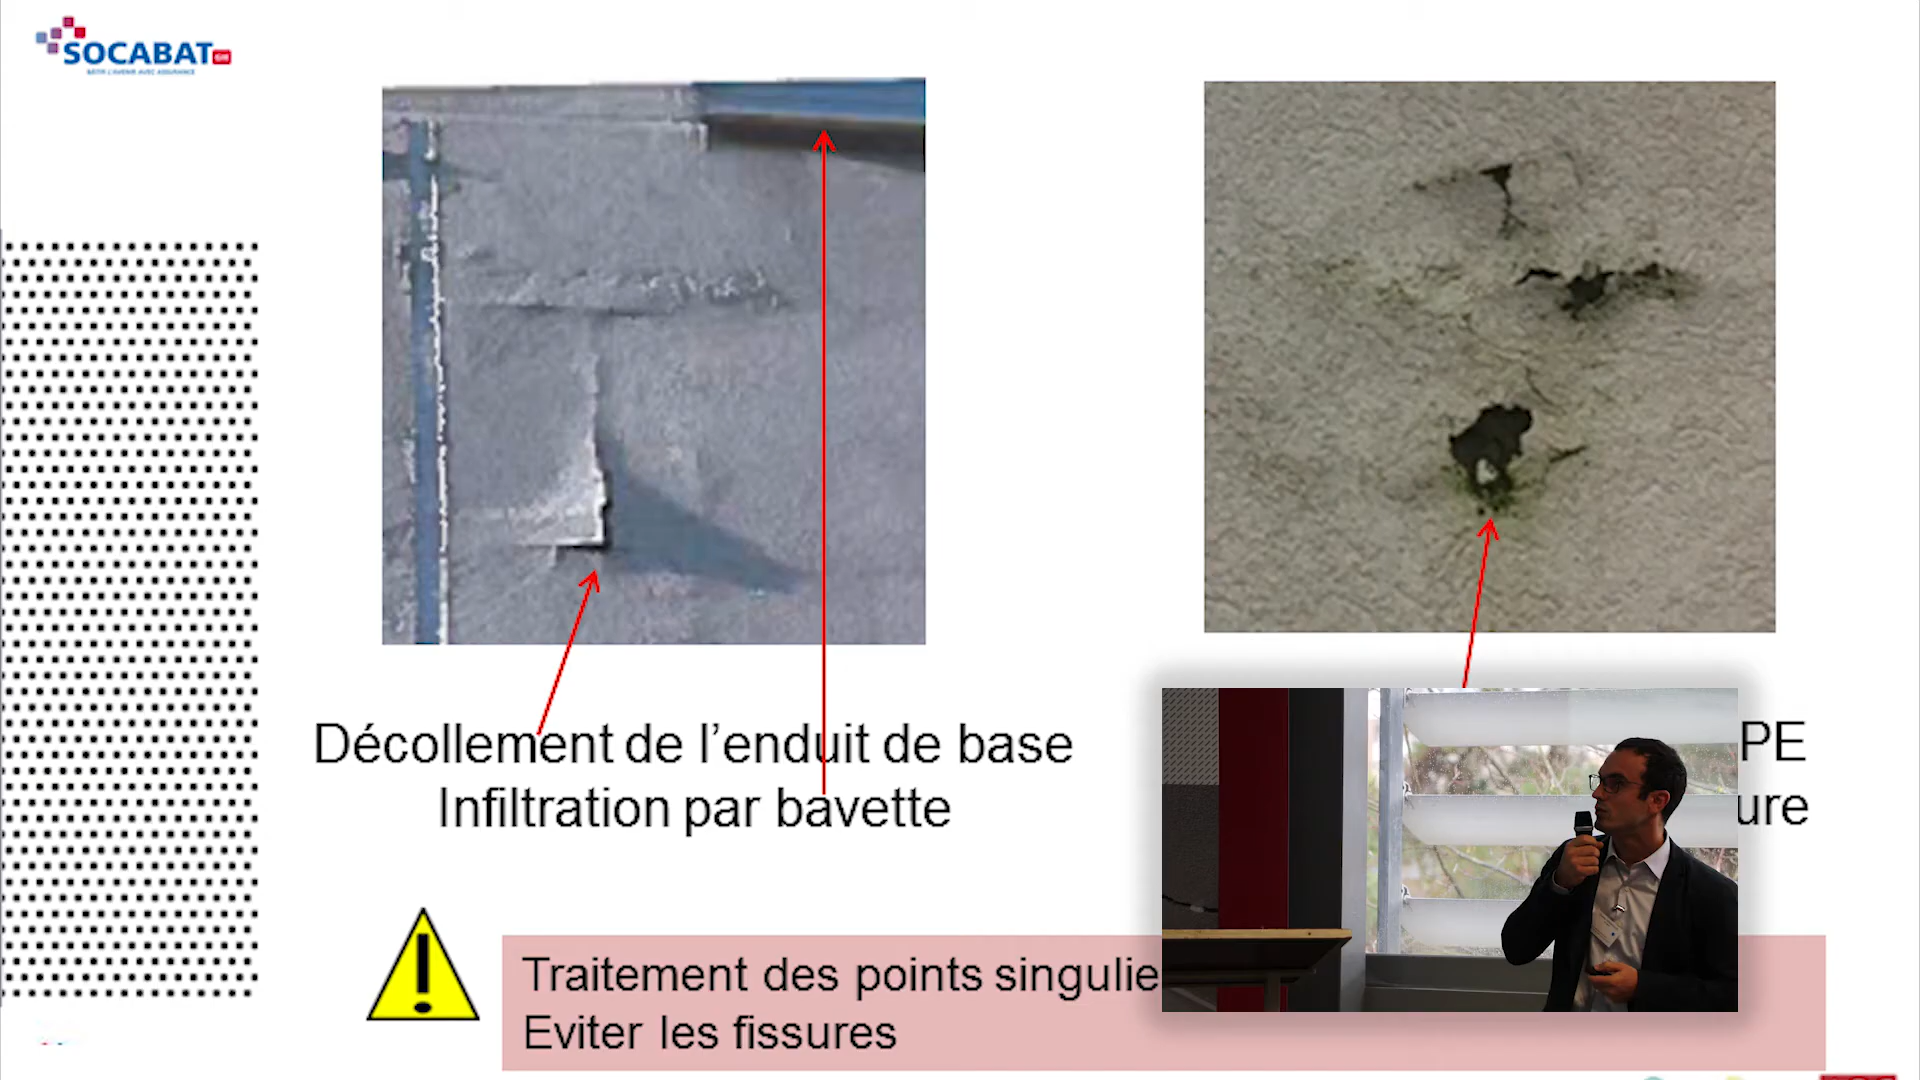 SOCABAT
BÂTIR L'AVENIR AVEC ASSURANCE
Décollement de l’enduit de base
Infiltration par bavette
PE
ure
Traitement des points singulie
Eviter les fissures